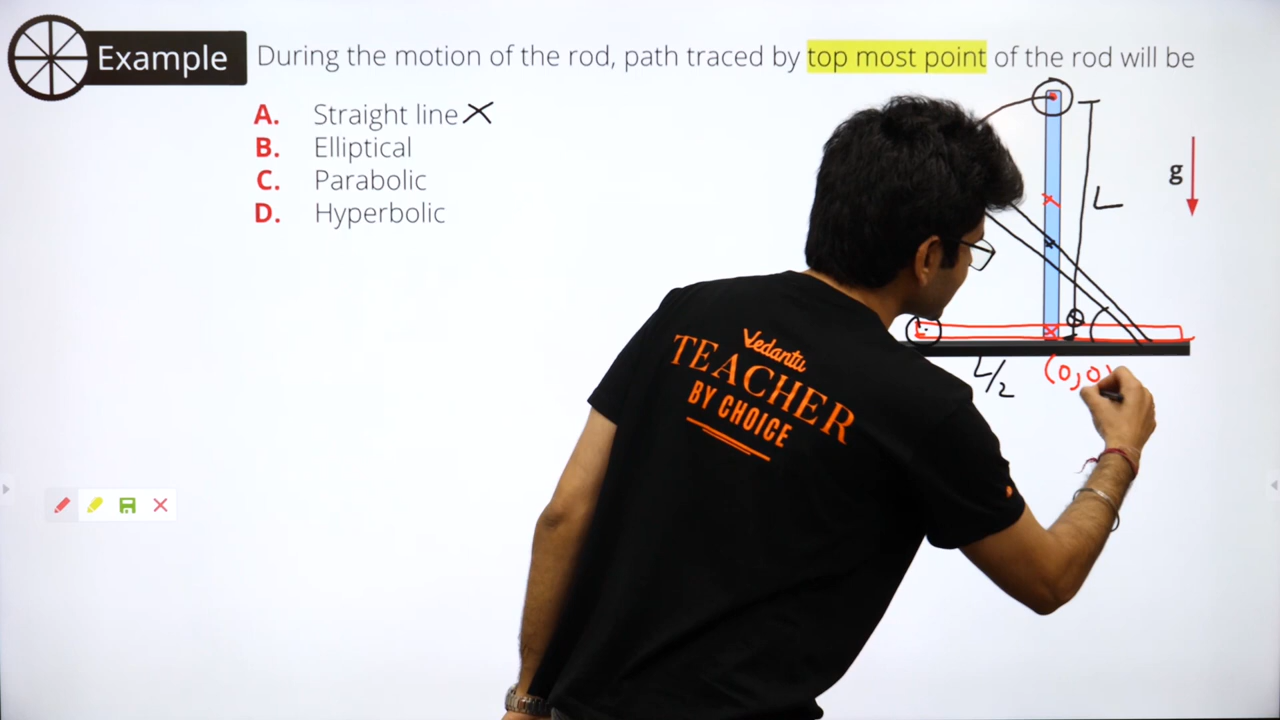 Example
During the motion of the rod, path traced by top most point of the rod will be
A. Straight line X
B. Elliptical
C. Parabolic
D. Hyperbolic
g
L
θ
L/2
(0,0)
Vedantu
TEACHER
BY CHOICE